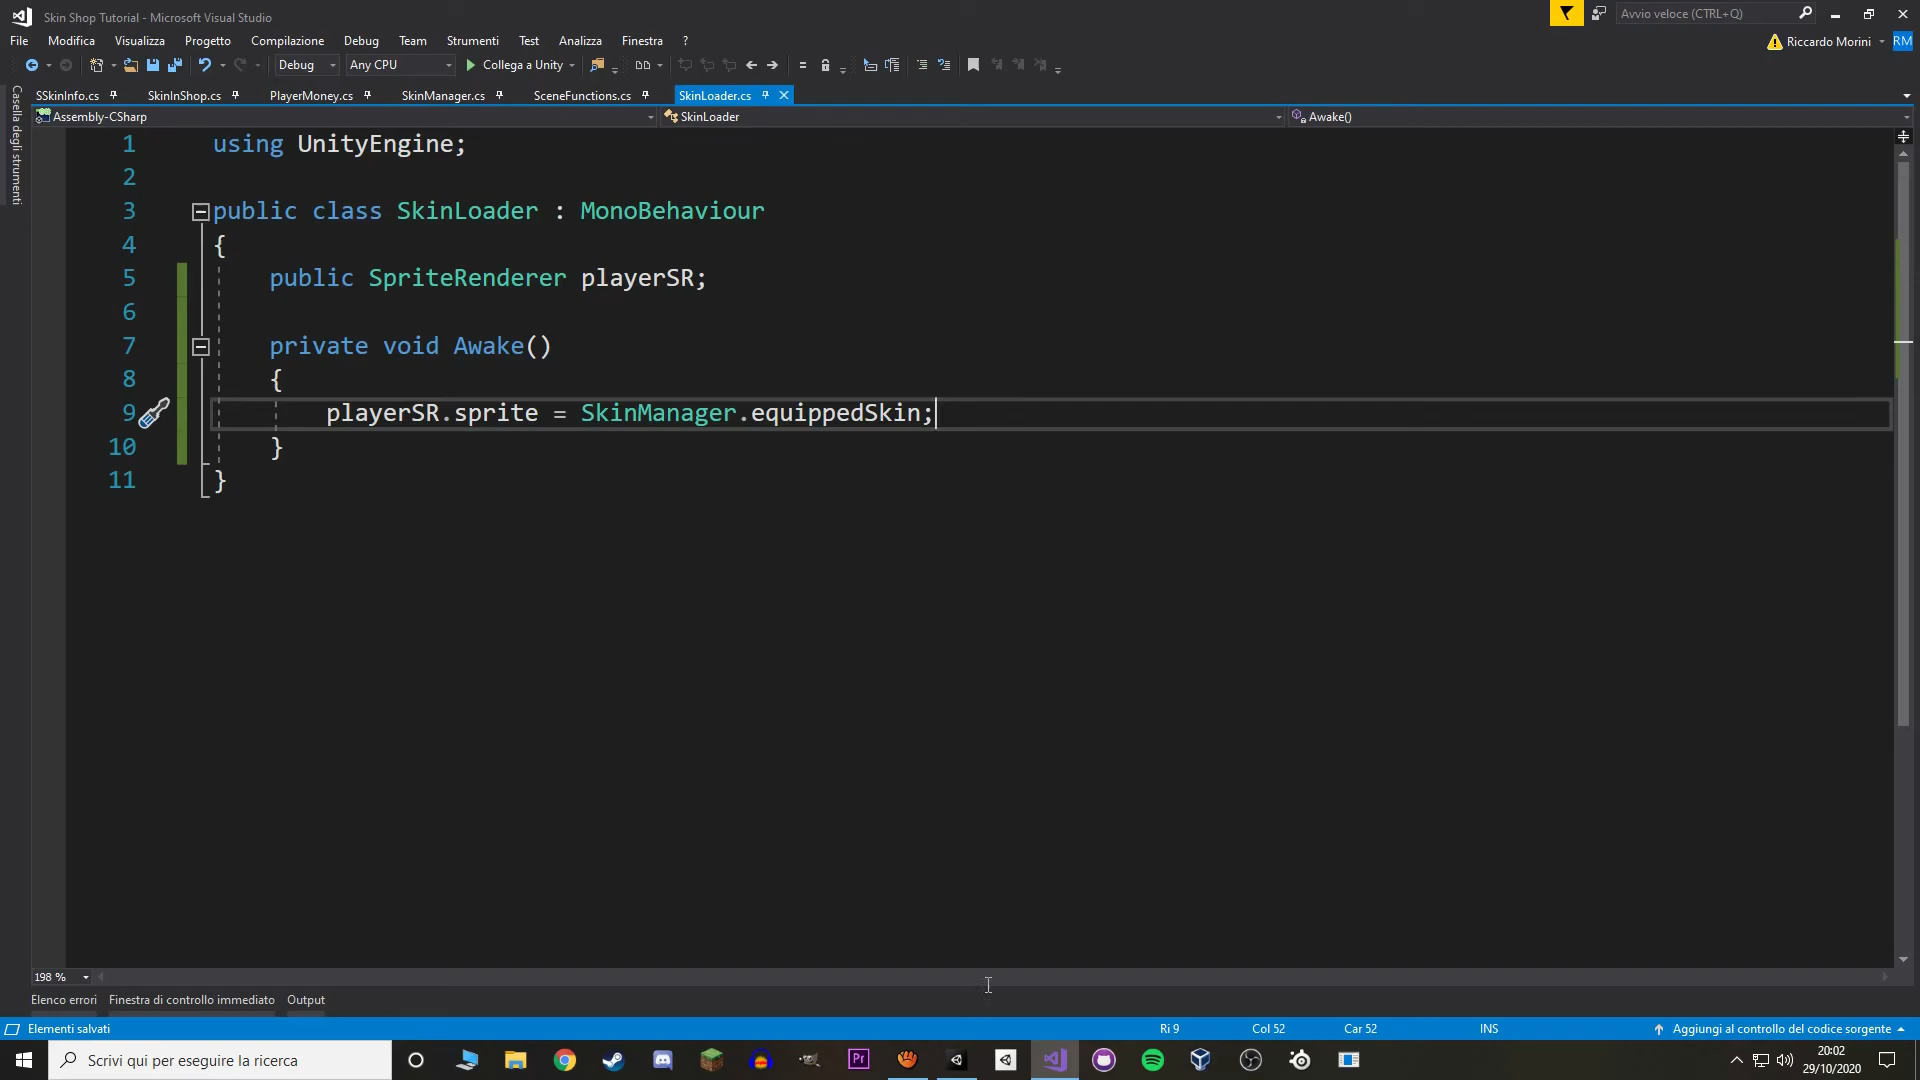 Skin Shop Tutorial - Microsoft Visual Studio
Avvio veloce (CTRL+Q)
File Modifica Visualizza Progetto Compilazione Debug Team Strumenti Test Analizza Finestra ?
Riccardo Morini RM
Debug Any CPU Collega a Unity
SSkinInfo.cs SkinInShop.cs PlayerMoney.cs SkinManager.cs SceneFunctions.cs SkinLoader.cs
Casella degli strumenti
Assembly-CSharp SkinLoader Awake()
1 using UnityEngine;
2
3 public class SkinLoader : MonoBehaviour
4 {
5 public SpriteRenderer playerSR;
6
7 private void Awake()
8 {
9 playerSR.sprite = SkinManager.equippedSkin;
10 }
11 }
198 %
Elenco errori Finestra di controllo immediato Output
Elementi salvati Ri 9 Col 52 Car 52 INS Aggiungi al controllo del codice sorgente
Scrivi qui per eseguire la ricerca
Pr
20:02
29/10/2020